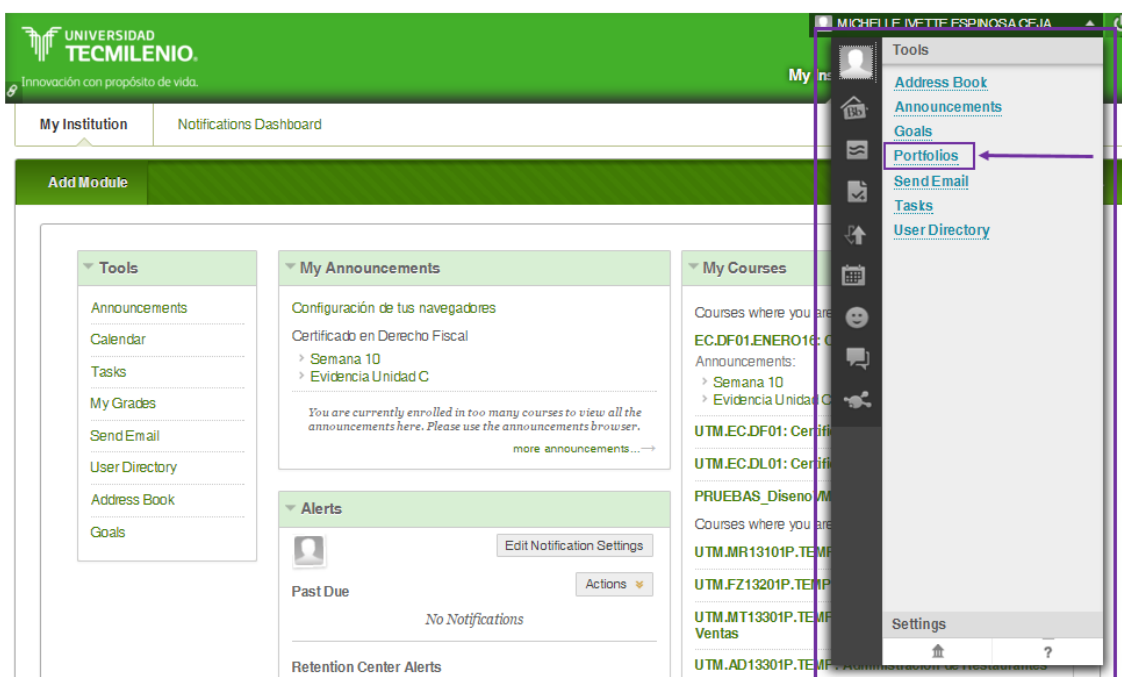 UNIVERSIDAD
TECMILENIO.
Innovación con propósito de vida.
MICHELLE IVETTE ESPINOSA CEJA
My Ins
My Institution
Notifications Dashboard
Add Module
Tools
Announcements
Calendar
Tasks
My Grades
Send Email
User Directory
Address Book
Goals
My Announcements
Configuración de tus navegadores
Certificado en Derecho Fiscal
Semana 10
Evidencia Unidad C
You are currently enrolled in too many courses to view all the
announcements here. Please use the announcements browser.
more announcements...
Alerts
Edit Notification Settings
Actions
Past Due
No Notifications
Retention Center Alerts
My Courses
Courses where you are
EC.DF01.ENERO16: C
Announcements:
Semana 10
Evidencia Unidad C
UTM.EC.DF01: Certifi
UTM.EC.DL01: Certifi
PRUEBAS_DisenoVM
Courses where you are
UTM.MR13101P.TEMP
UTM.FZ13201P.TEMP
UTM.MT13301P.TEMP
Ventas
UTM.AD13301P.TEMP: Administración de Restaurantes
Bb
Tools
Address Book
Announcements
Goals
Portfolios
Send Email
Tasks
User Directory
Settings
?